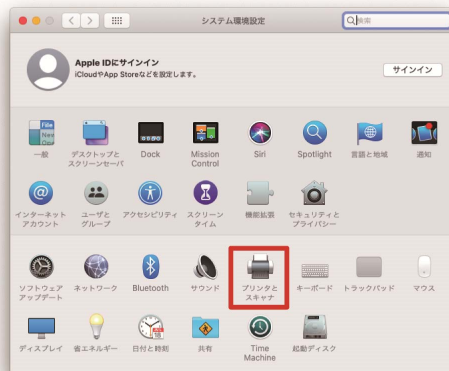 システム環境設定
検索
Apple IDにサインイン
iCloudやApp Storeなどを設定します。
サインイン
一般
デスクトップと
スクリーンセーバ
Dock
Mission
Control
Siri
Spotlight
言語と地域
通知
インターネット
アカウント
ユーザと
グループ
アクセシビリティ
スクリーン
タイム
機能拡張
セキュリティと
プライバシー
ソフトウェア
アップデート
ネットワーク
Bluetooth
サウンド
プリンタと
スキャナ
キーボード
トラックパッド
マウス
ディスプレイ
省エネルギー
日付と時刻
共有
Time
Machine
起動ディスク